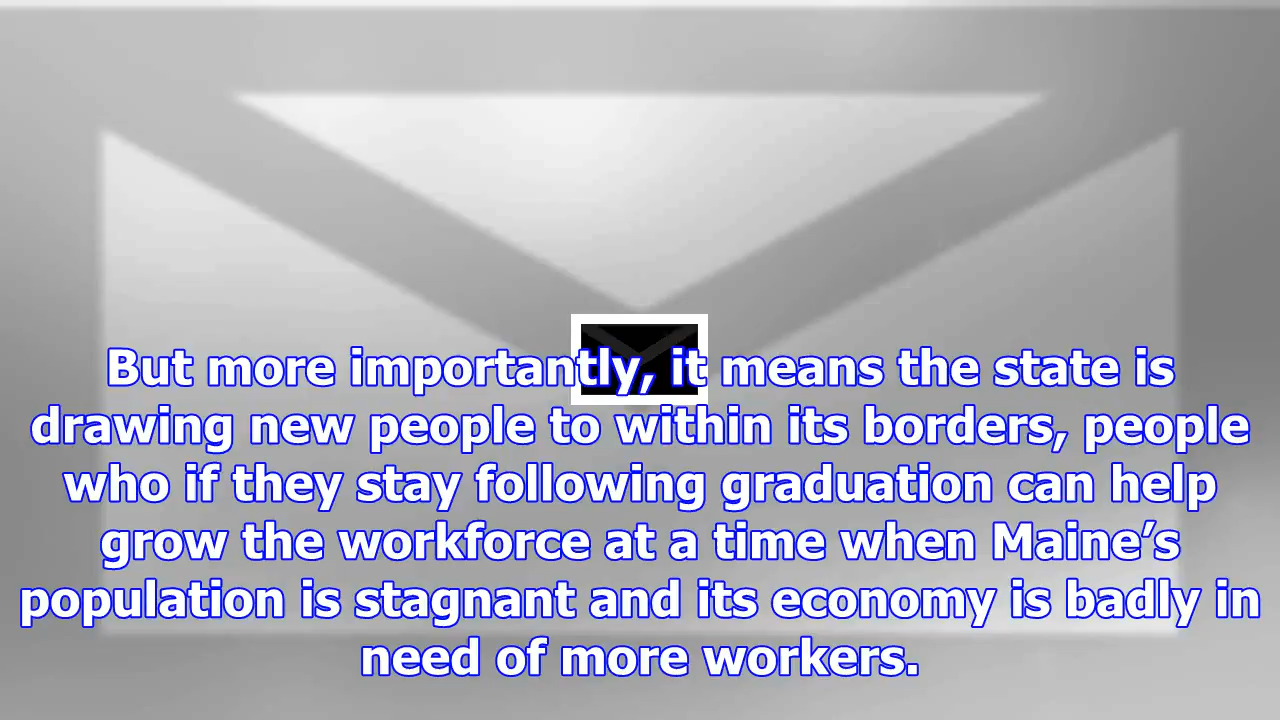 But more importantly, it means the state is
drawing new people to within its borders, people
who if they stay following graduation can help
grow the workforce at a time when Maine’s
population is stagnant and its economy is badly in
need of more workers.